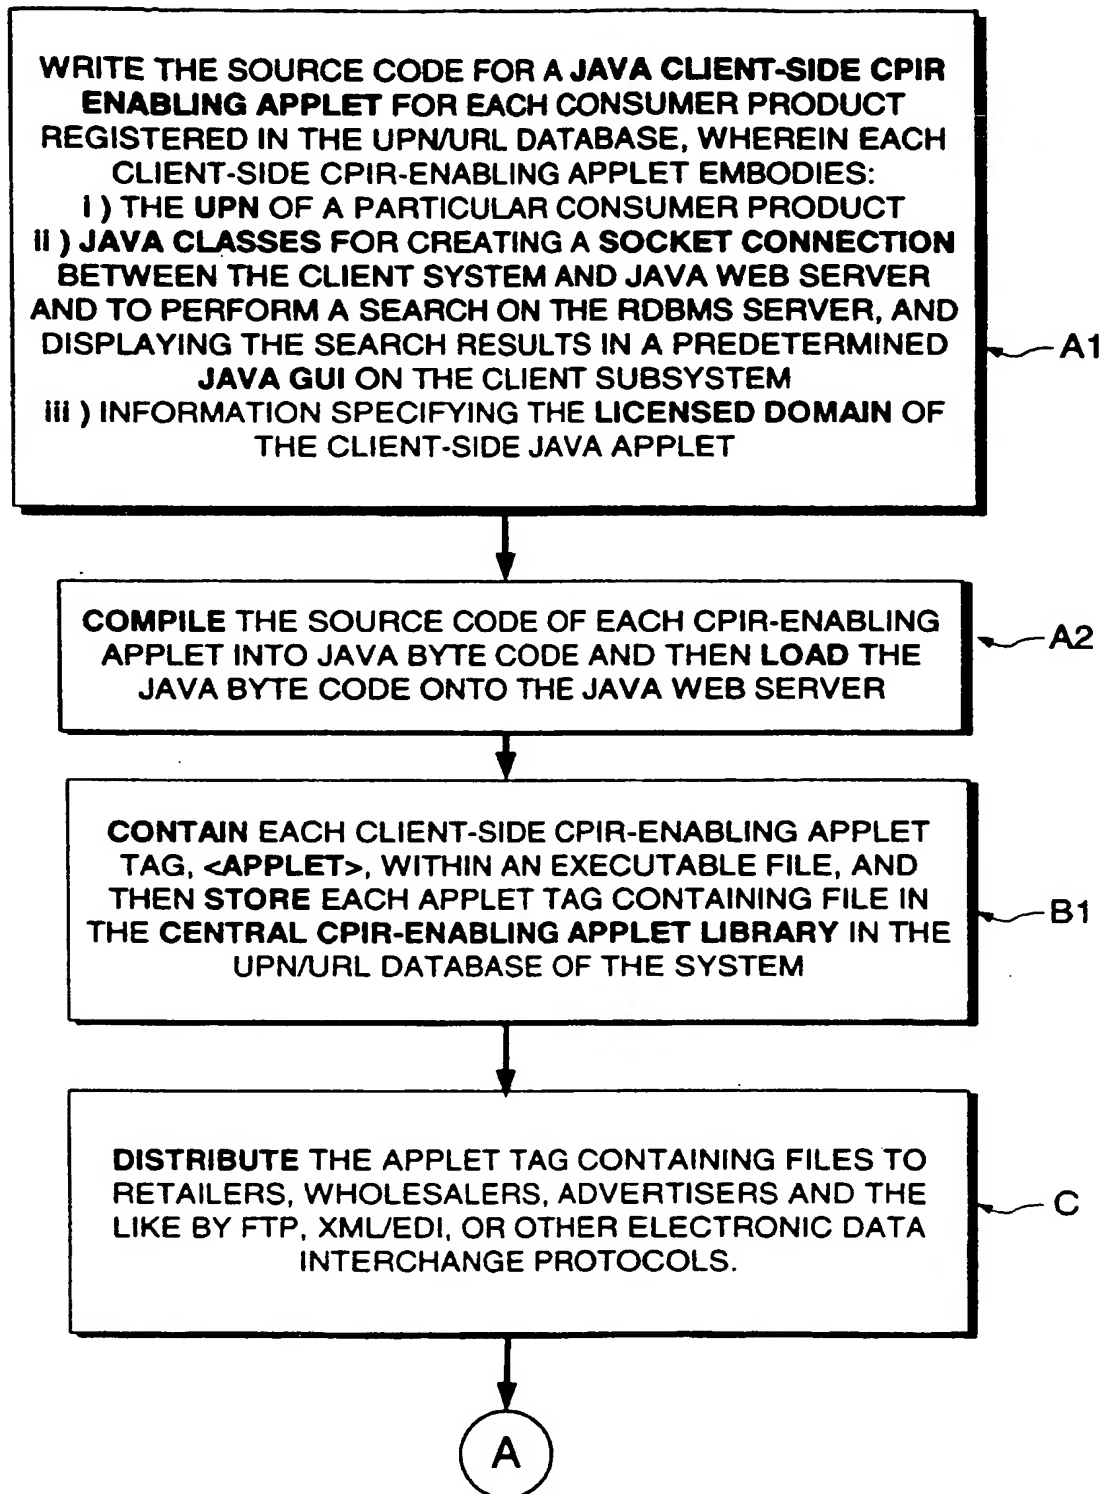 WRITE THE SOURCE CODE FOR A JAVA CLIENT-SIDE CPIR
ENABLING APPLET FOR EACH CONSUMER PRODUCT
REGISTERED IN THE UPN/URL DATABASE, WHEREIN EACH
CLIENT-SIDE CPIR-ENABLING APPLET EMBODIES:
i ) THE UPN OF A PARTICULAR CONSUMER PRODUCT
ii ) JAVA CLASSES FOR CREATING A SOCKET CONNECTION
BETWEEN THE CLIENT SYSTEM AND JAVA WEB SERVER
AND TO PERFORM A SEARCH ON THE RDBMS SERVER, AND
DISPLAYING THE SEARCH RESULTS IN A PREDETERMINED
JAVA GUI ON THE CLIENT SUBSYSTEM
iii ) INFORMATION SPECIFYING THE LICENSED DOMAIN OF
THE CLIENT-SIDE JAVA APPLET
A1
COMPILE THE SOURCE CODE OF EACH CPIR-ENABLING
APPLET INTO JAVA BYTE CODE AND THEN LOAD THE
JAVA BYTE CODE ONTO THE JAVA WEB SERVER
A2
CONTAIN EACH CLIENT-SIDE CPIR-ENABLING APPLET
TAG, <APPLET>, WITHIN AN EXECUTABLE FILE, AND
THEN STORE EACH APPLET TAG CONTAINING FILE IN
THE CENTRAL CPIR-ENABLING APPLET LIBRARY IN THE
UPN/URL DATABASE OF THE SYSTEM
B1
DISTRIBUTE THE APPLET TAG CONTAINING FILES TO
RETAILERS, WHOLESALERS, ADVERTISERS AND THE
LIKE BY FTP, XML/EDI, OR OTHER ELECTRONIC DATA
INTERCHANGE PROTOCOLS.
C
A